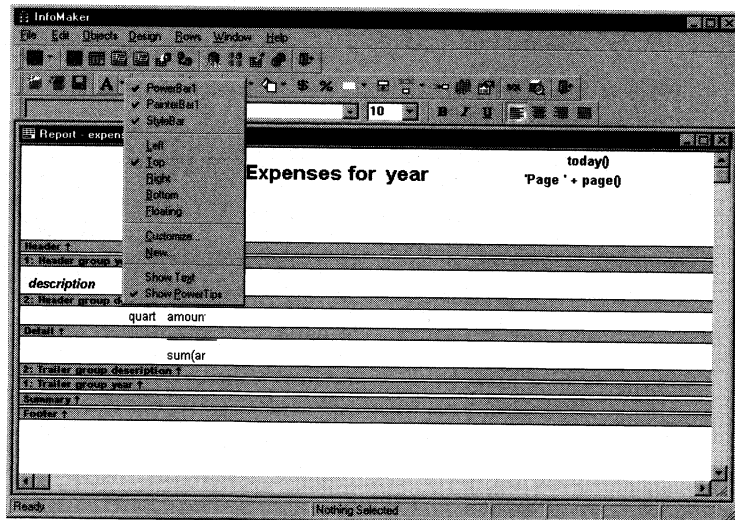 InfoMaker
File Edit Objects Design Rows Window Help
A
$ %
SQL
10 B I U
PowerBar1
PainterBar1
StyleBar
Left
Top
Right
Bottom
Floating
Customize...
New...
Show Text
Show PowerTips
Report - expens
Expenses for year
today()
'Page ' + page()
Header ↑
1: Header group y
description
2: Header group d
quart amoun
Detail ↑
sum(ar
2: Trailer group description ↑
1: Trailer group year ↑
Summary ↑
Footer ↑
Ready Nothing Selected